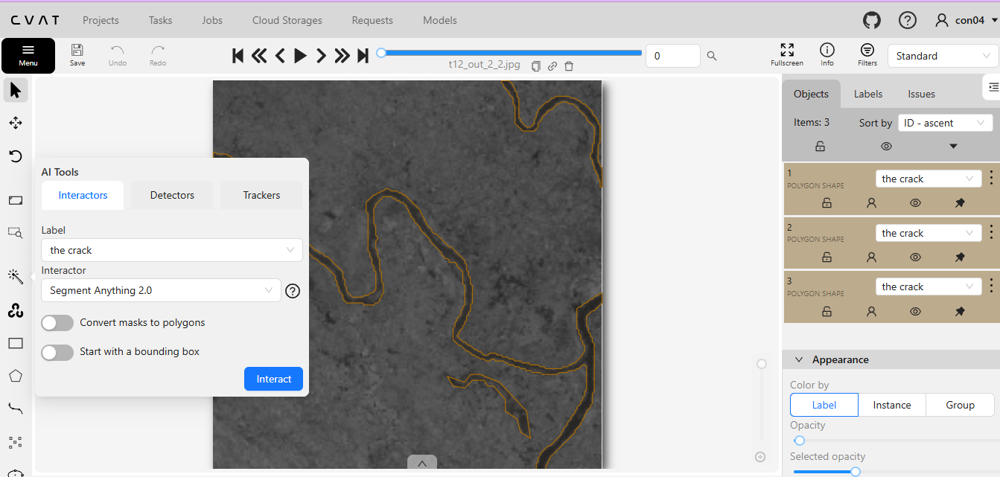 CVAT Projects Tasks Jobs Cloud Storages Requests Models con04
Menu Save Undo Redo 0 Fullscreen Info Filters Standard
t12_out_2_2.jpg
Objects Labels Issues
Items: 3 Sort by ID - ascent
AI Tools
Interactors Detectors Trackers
Label
the crack
Interactor
Segment Anything 2.0
Convert masks to polygons
Start with a bounding box
Interact
1 the crack
POLYGON SHAPE
2 the crack
POLYGON SHAPE
3 the crack
POLYGON SHAPE
Appearance
Color by
Label Instance Group
Opacity
Selected opacity